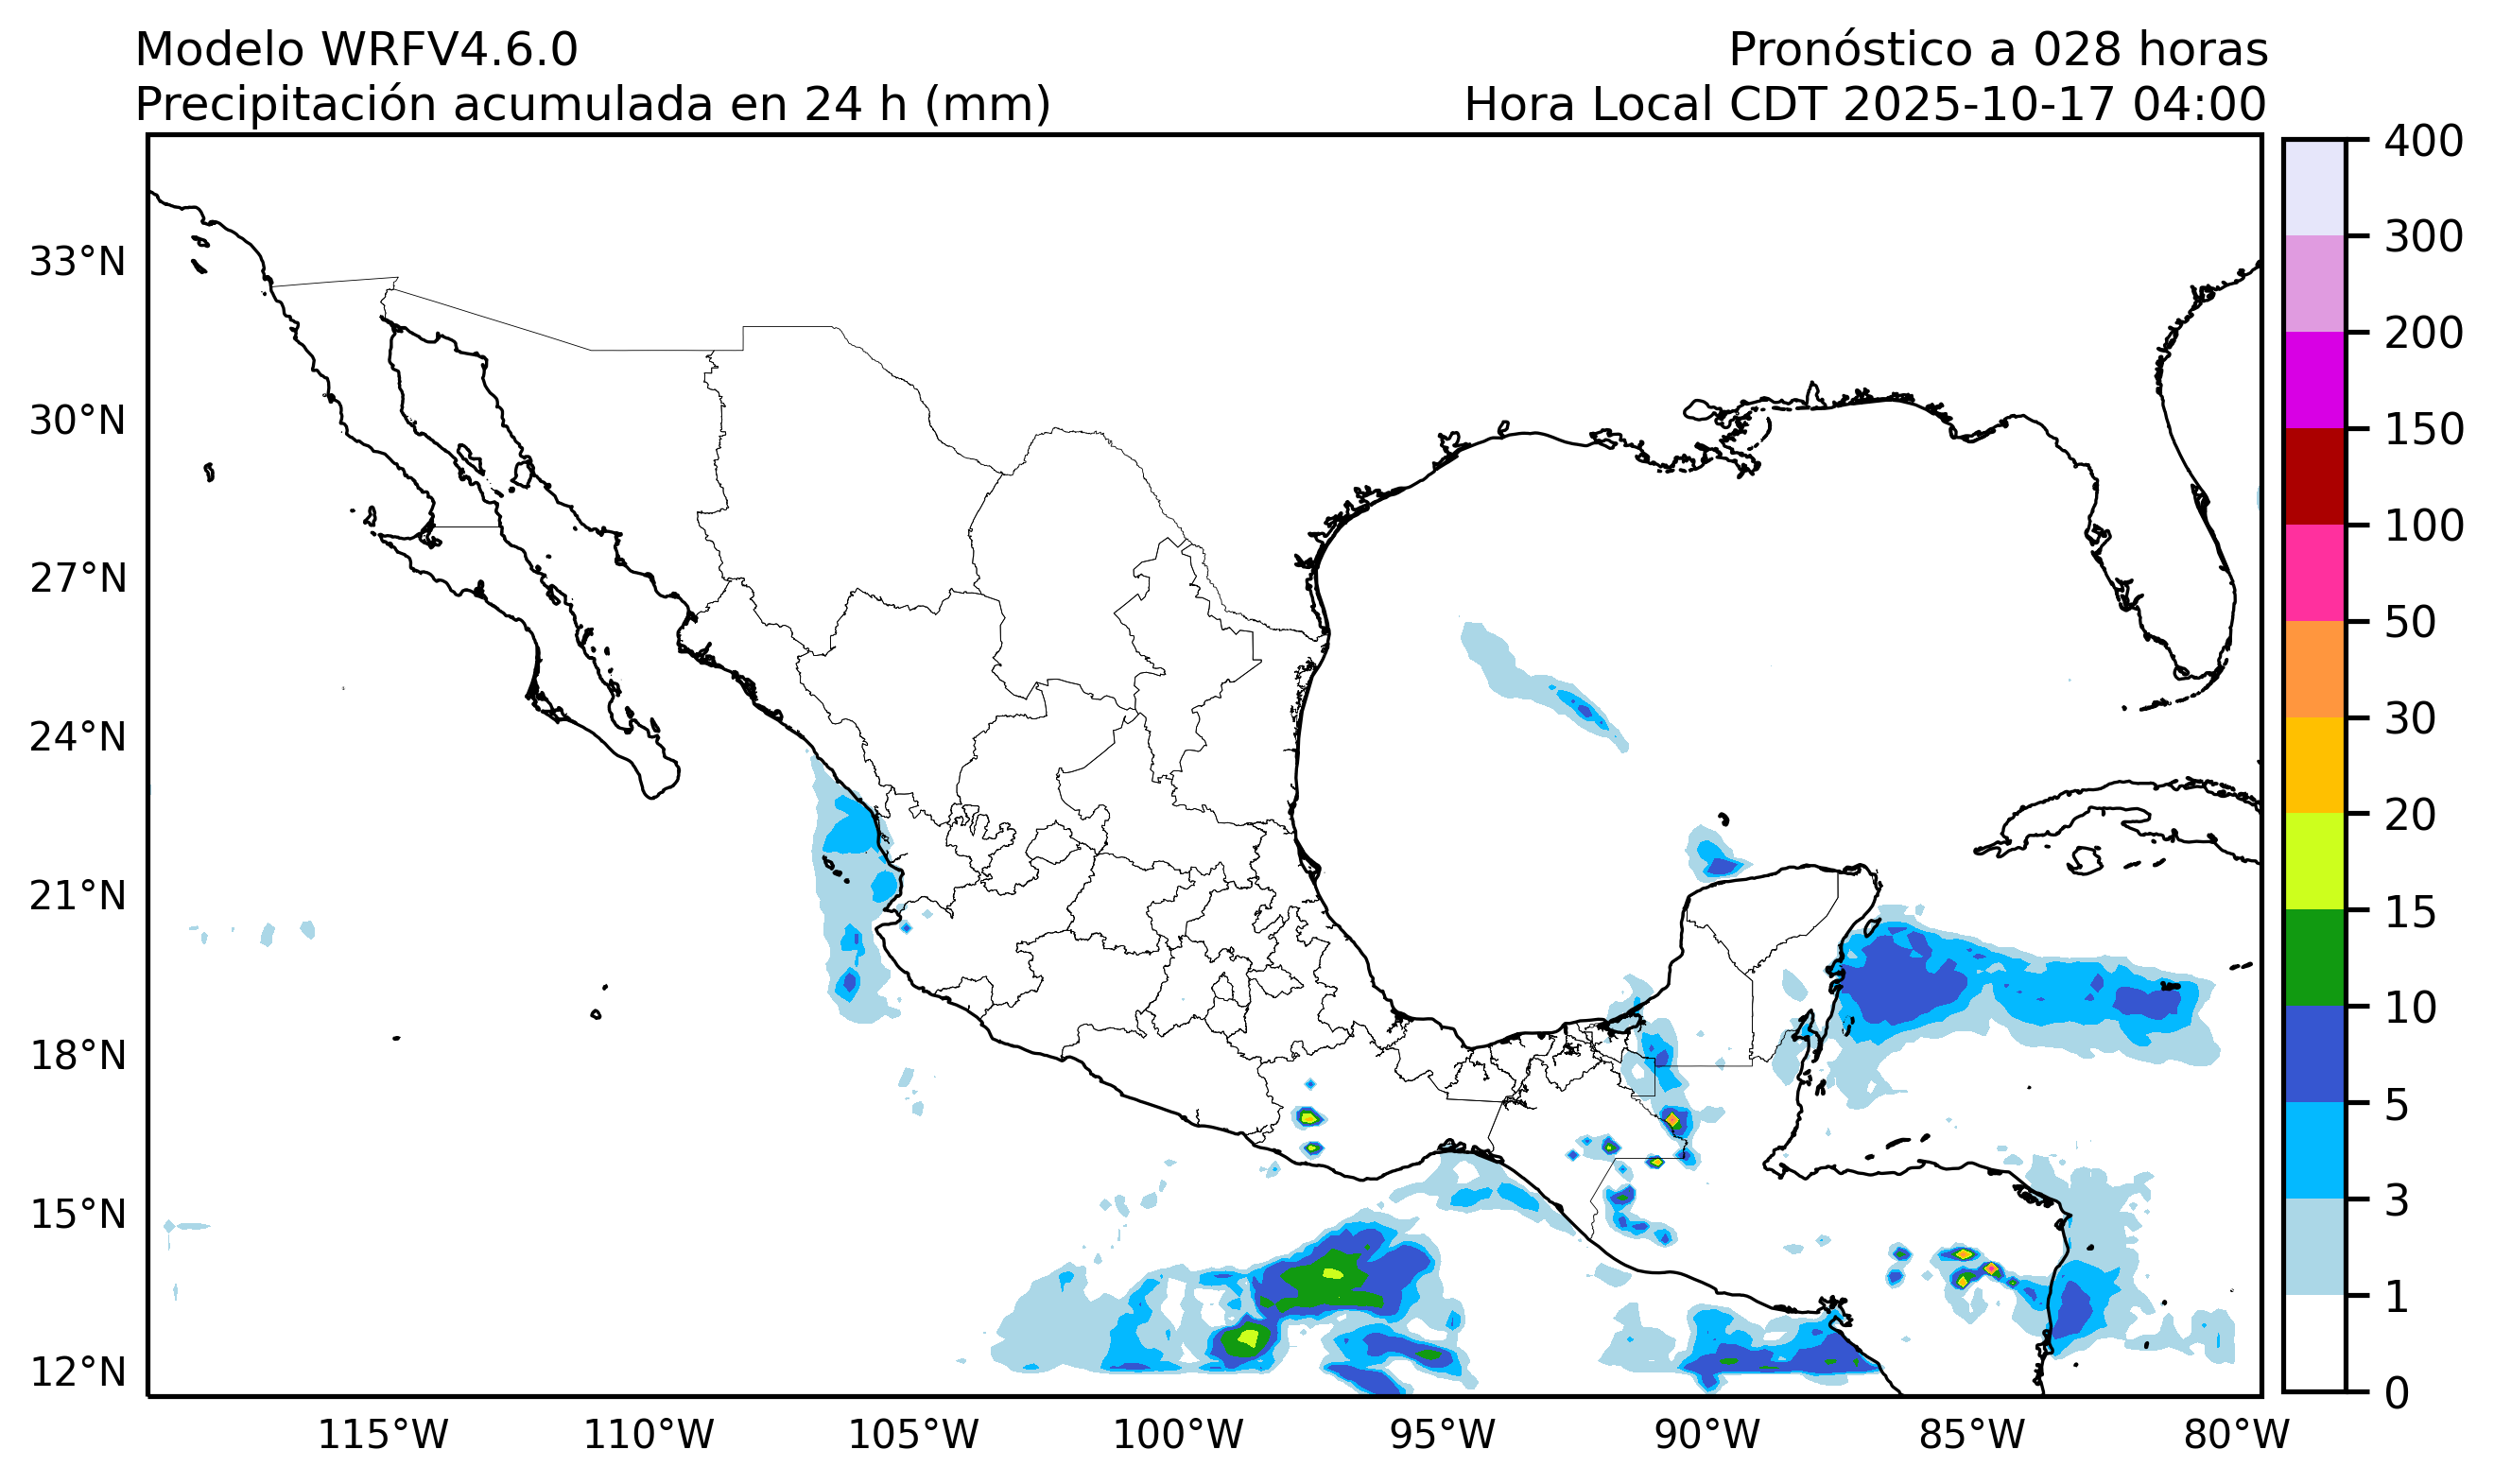 Modelo WRFV4.6.0
Pronóstico a 028 horas
Precipitación acumulada en 24 h (mm)
Hora Local CDT 2025-10-17 04:00
33°N
30°N
27°N
24°N
21°N
18°N
15°N
12°N
115°W
110°W
105°W
100°W
95°W
90°W
85°W
80°W
400
300
200
150
100
50
30
20
15
10
5
3
1
0